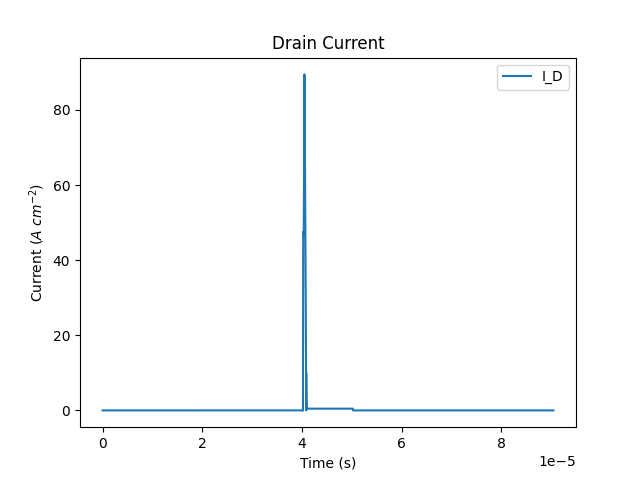 Drain Current
I_D
Current (A cm⁻²)
80
60
40
20
0
0 2 4 6 8
Time (s)
1e−5